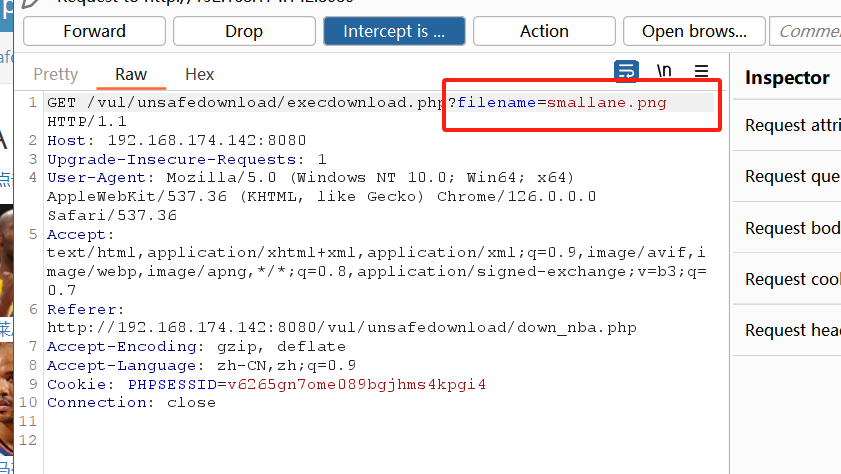 Forward
Drop
Intercept is ...
Action
Open brows...
Pretty
Raw
Hex
\n
Inspector
1 GET /vul/unsafedownload/execdownload.php?filename=smallane.png
HTTP/1.1
2 Host: 192.168.174.142:8080
3 Upgrade-Insecure-Requests: 1
4 User-Agent: Mozilla/5.0 (Windows NT 10.0; Win64; x64)
AppleWebKit/537.36 (KHTML, like Gecko) Chrome/126.0.0.0
Safari/537.36
5 Accept:
text/html,application/xhtml+xml,application/xml;q=0.9,image/avif,i
mage/webp,image/apng,*/*;q=0.8,application/signed-exchange;v=b3;q=
0.7
6 Referer:
http://192.168.174.142:8080/vul/unsafedownload/down_nba.php
7 Accept-Encoding: gzip, deflate
8 Accept-Language: zh-CN,zh;q=0.9
9 Cookie: PHPSESSID=v6265gn7ome089bgjhms4kpgi4
10 Connection: close
11
12
Request attri
Request que
Request bod
Request coo
Request head